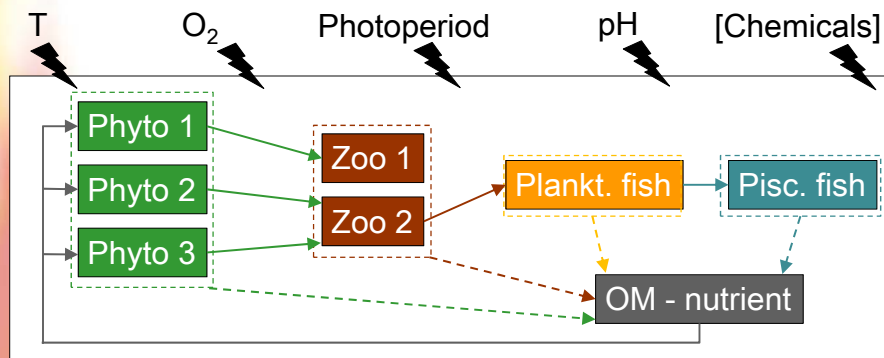 T
O2
Photoperiod
pH
[Chemicals]
Phyto 1
Phyto 2
Phyto 3
Zoo 1
Zoo 2
Plankt. fish
Pisc. fish
OM - nutrient